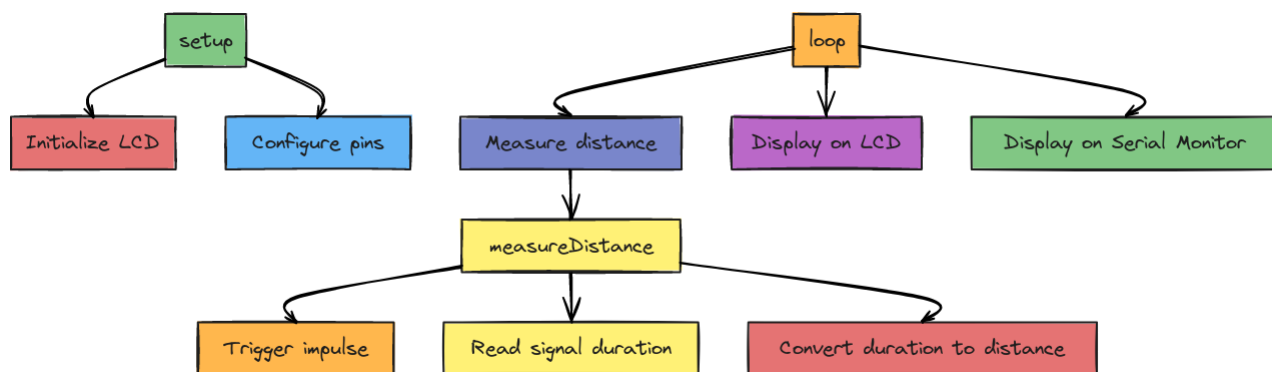 setup
loop
Initialize LCD
Configure pins
Measure distance
Display on LCD
Display on Serial Monitor
measureDistance
Trigger impulse
Read signal duration
Convert duration to distance